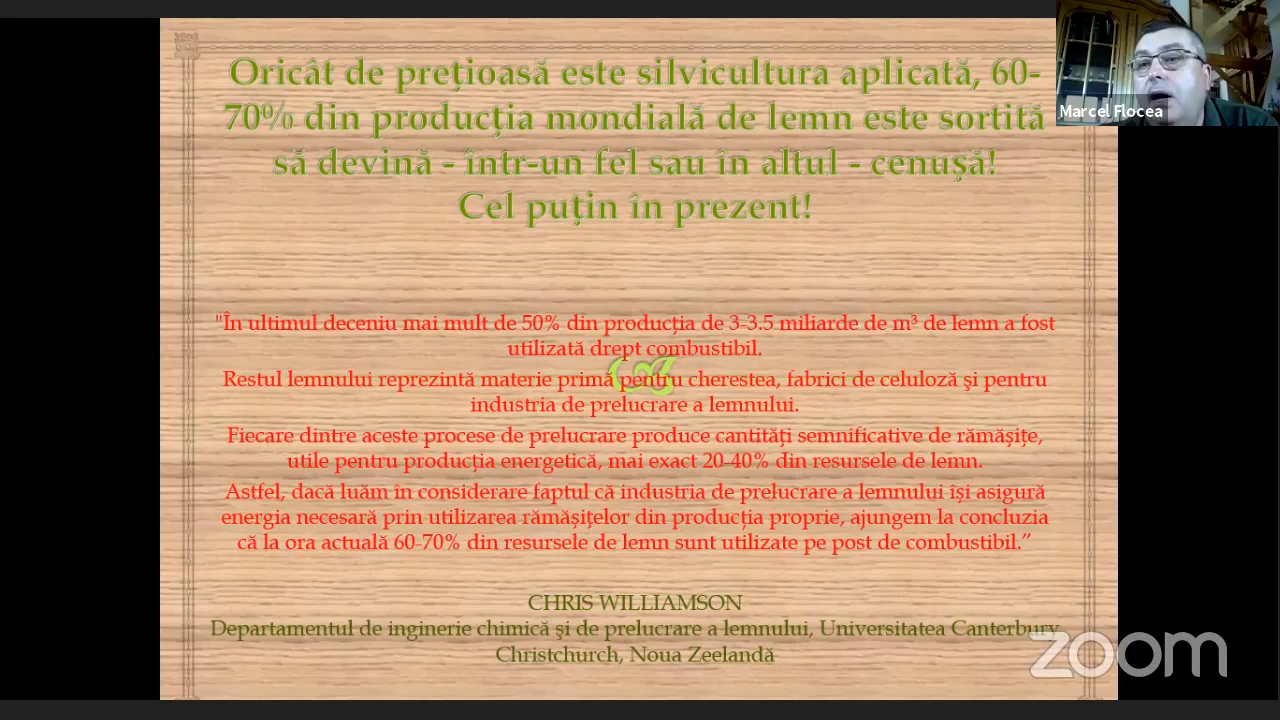 Oricât de preţioasă este silvicultura aplicată, 60-
70% din producţia mondială de lemn este sortită
să devină - într-un fel sau în altul - cenuşă!
Cel puţin în prezent!
Marcel Flocea
"În ultimul deceniu mai mult de 50% din producţia de 3-3.5 miliarde de m³ de lemn a fost
utilizată drept combustibil.
Restul lemnului reprezintă materie primă pentru cherestea, fabrici de celuloză şi pentru
industria de prelucrare a lemnului.
Fiecare dintre aceste procese de prelucrare produce cantităţi semnificative de rămăşiţe,
utile pentru producţia energetică, mai exact 20-40% din resursele de lemn.
Astfel, dacă luăm în considerare faptul că industria de prelucrare a lemnului îşi asigură
energia necesară prin utilizarea rămăşiţelor din producţia proprie, ajungem la concluzia
că la ora actuală 60-70% din resursele de lemn sunt utilizate pe post de combustibil.”
CHRIS WILLIAMSON
Departamentul de inginerie chimică şi de prelucrare a lemnului, Universitatea Canterbury
Christchurch, Noua Zeelandă
zoom